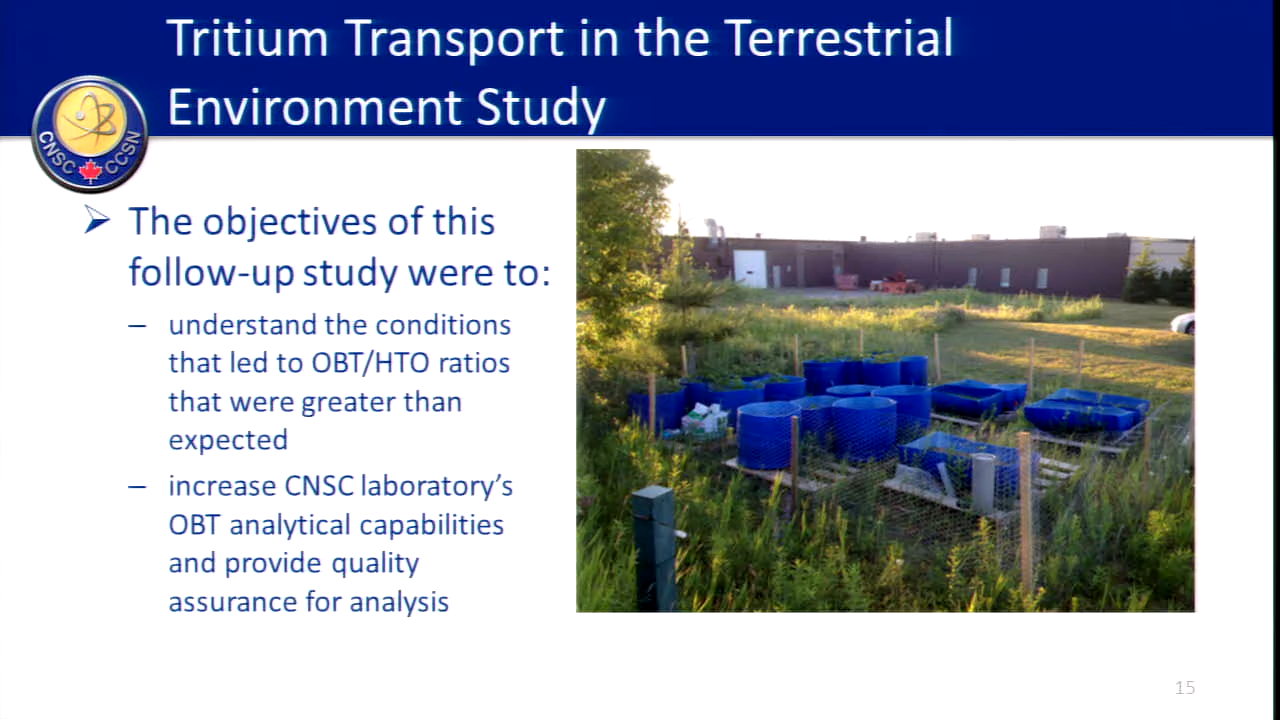 Tritium Transport in the Terrestrial
Environment Study
CNSC CCSN
➢ The objectives of this
follow-up study were to:
– understand the conditions
that led to OBT/HTO ratios
that were greater than
expected
– increase CNSC laboratory's
OBT analytical capabilities
and provide quality
assurance for analysis
15